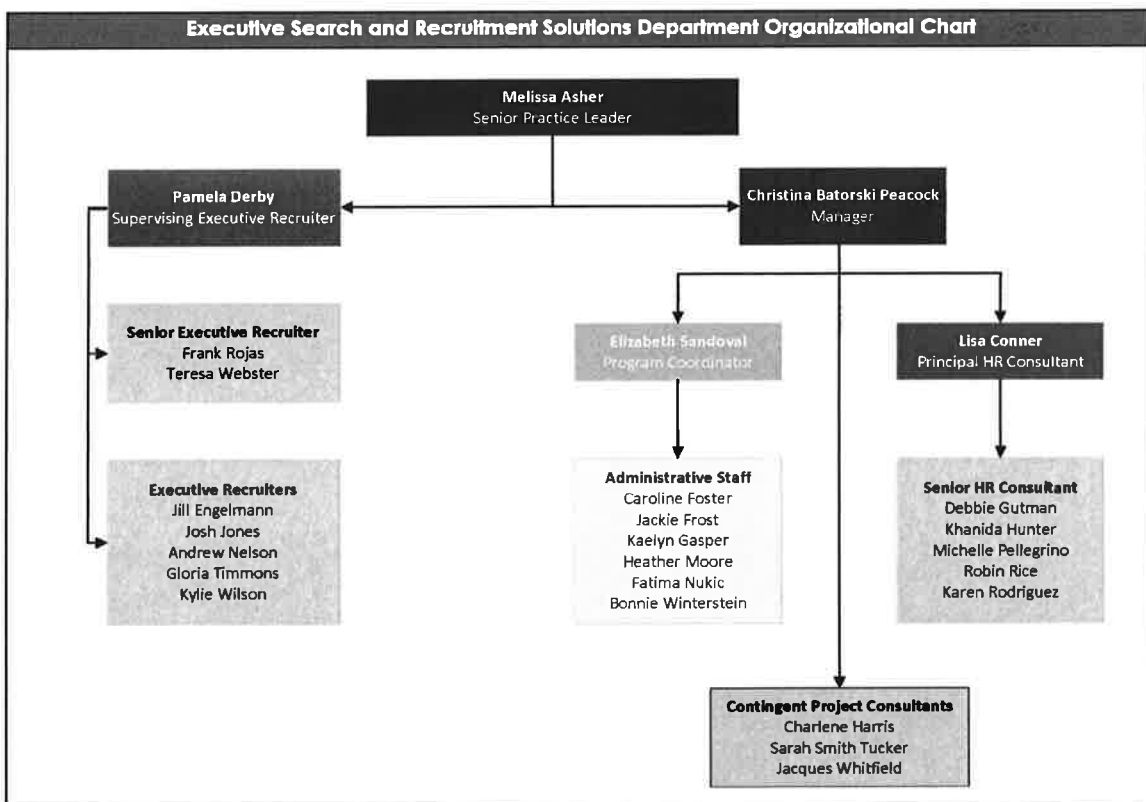 Executive Search and Recruitment Solutions Department Organizational Chart
Melissa Asher
Senior Practice Leader
Pamela Derby
Supervising Executive Recruiter
Christina Batorski Peacock
Manager
Senior Executive Recruiter
Frank Rojas
Teresa Webster
Elizabeth Sandoval
Program Coordinator
Lisa Conner
Principal HR Consultant
Executive Recruiters
Jill Engelmann
Josh Jones
Andrew Nelson
Gloria Timmons
Kylie Wilson
Administrative Staff
Caroline Foster
Jackie Frost
Kaelyn Gasper
Heather Moore
Fatima Nukic
Bonnie Winterstein
Senior HR Consultant
Debbie Gutman
Khanida Hunter
Michelle Pellegrino
Robin Rice
Karen Rodriguez
Contingent Project Consultants
Charlene Harris
Sarah Smith Tucker
Jacques Whitfield